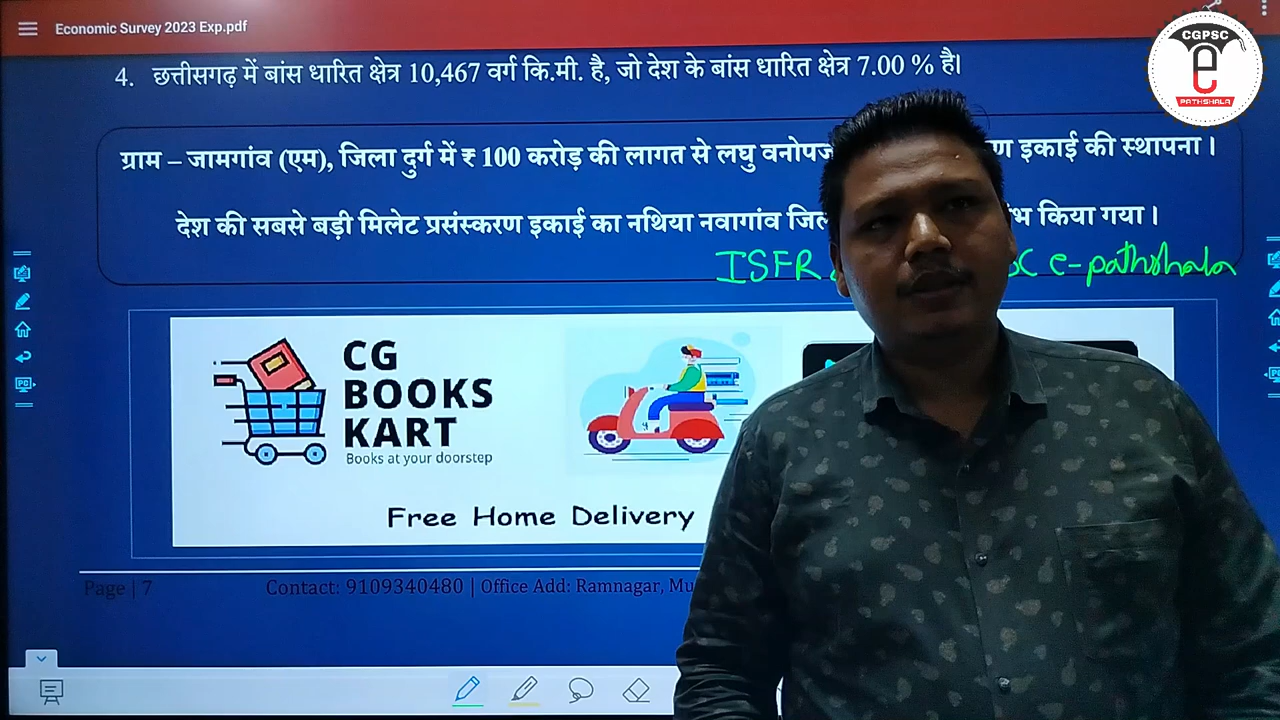 Economic Survey 2023 Exp.pdf
CGPSC
e
PATHSHALA
4. छत्तीसगढ़ में बांस धारित क्षेत्र 10,467 वर्ग कि.मी. है, जो देश के बांस धारित क्षेत्र 7.00 % है।
ग्राम – जामगांव (एम), जिला दुर्ग में ₹ 100 करोड़ की लागत से लघु इकाई की स्थापना ।
देश की सबसे बड़ी मिलेट प्रसंस्करण इकाई का नथिया नवागांव किया गया ।
ISFR e-pathshala
CG
BOOKS
KART
Books at your doorstep
Free Home Delivery
Page | 7 Contact: 9109340480 | Office Add: Ramnagar,